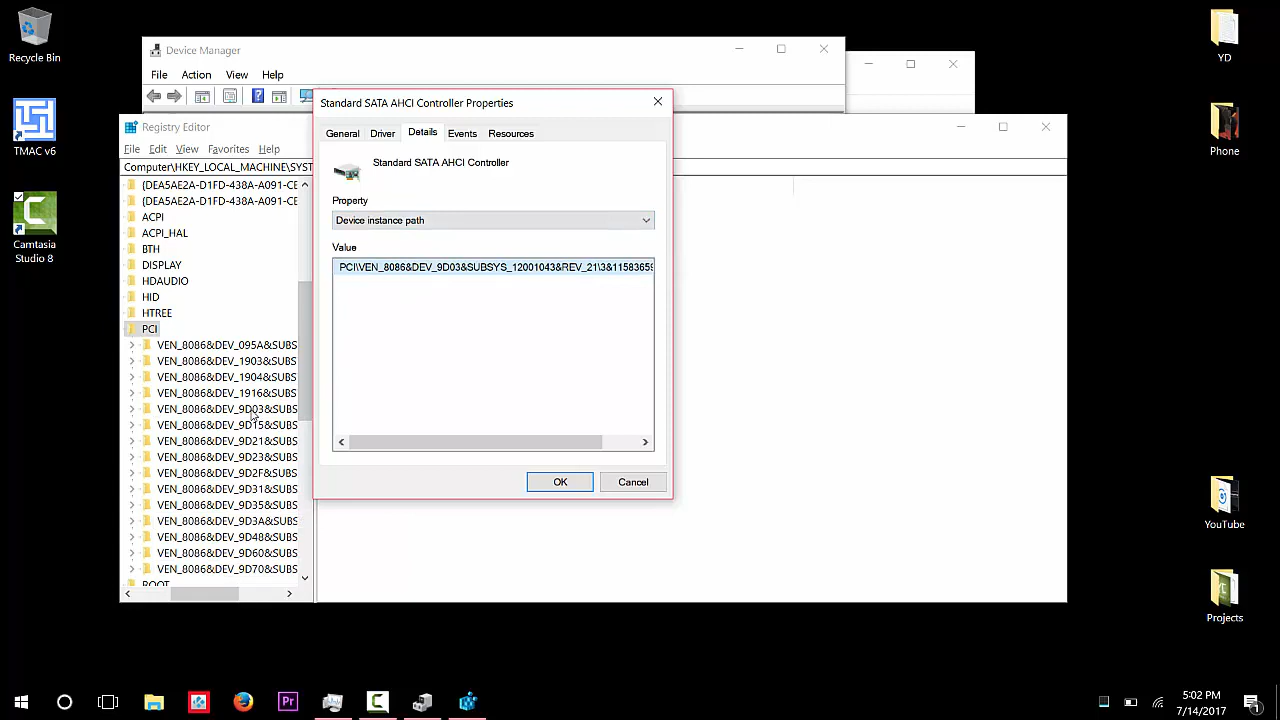 Recycle Bin
TMAC v6
Camtasia
Studio 8
Device Manager
File Action View Help
Registry Editor
File Edit View Favorites Help
Computer\HKEY_LOCAL_MACHINE\SYST
{DEA5AE2A-D1FD-438A-A091-CE
{DEA5AE2A-D1FD-438A-A091-CE
ACPI
ACPI_HAL
BTH
DISPLAY
HDAUDIO
HID
HTREE
PCI
VEN_8086&DEV_095A&SUBS
VEN_8086&DEV_1903&SUBS
VEN_8086&DEV_1904&SUBS
VEN_8086&DEV_1916&SUBS
VEN_8086&DEV_9D03&SUBS
VEN_8086&DEV_9D15&SUBS
VEN_8086&DEV_9D21&SUBS
VEN_8086&DEV_9D23&SUBS
VEN_8086&DEV_9D2F&SUBS
VEN_8086&DEV_9D31&SUBS
VEN_8086&DEV_9D35&SUBS
VEN_8086&DEV_9D3A&SUBS
VEN_8086&DEV_9D48&SUBS
VEN_8086&DEV_9D60&SUBS
VEN_8086&DEV_9D70&SUBS
ROOT
Standard SATA AHCI Controller Properties
General Driver Details Events Resources
Standard SATA AHCI Controller
Property
Device instance path
Value
PCI\VEN_8086&DEV_9D03&SUBSYS_12001043&REV_21\3&11583659
OK Cancel
YD
Phone
YouTube
Projects
Pr
5:02 PM
7/14/2017
1